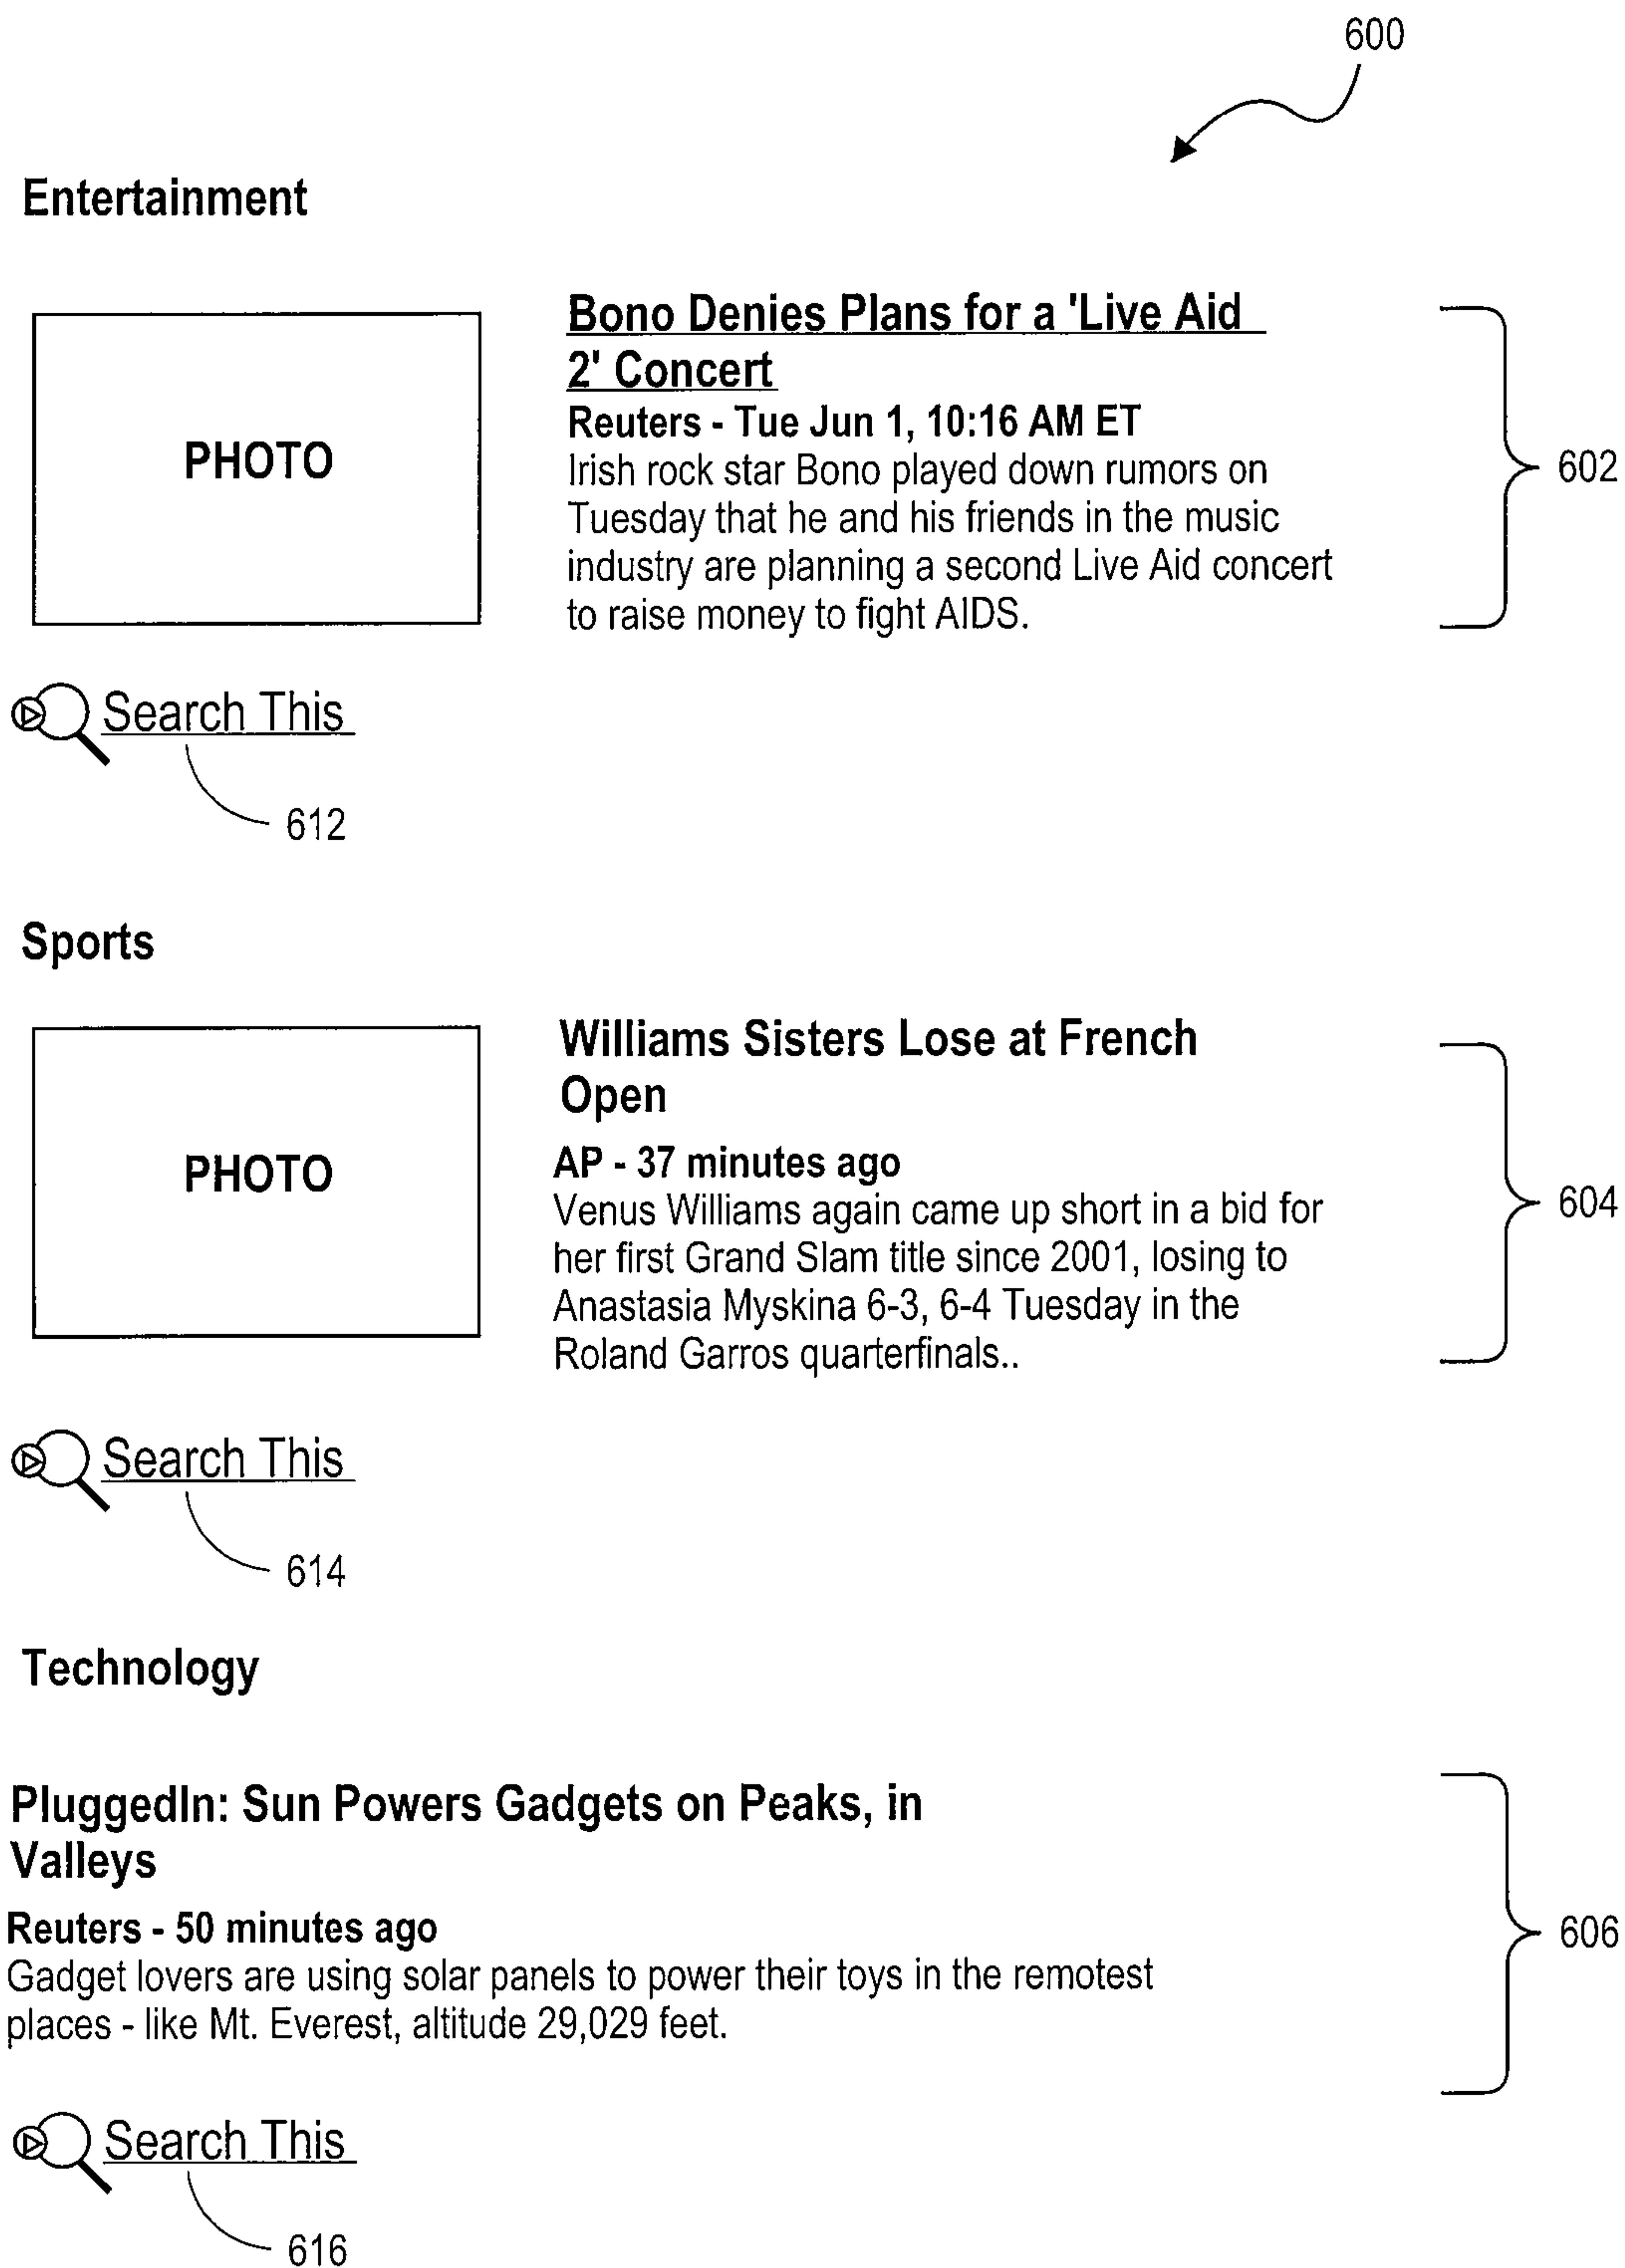 600
Entertainment
PHOTO
Bono Denies Plans for a 'Live Aid
2' Concert
Reuters - Tue Jun 1, 10:16 AM ET
Irish rock star Bono played down rumors on
Tuesday that he and his friends in the music
industry are planning a second Live Aid concert
to raise money to fight AIDS.
602
Search This
612
Sports
PHOTO
Williams Sisters Lose at French
Open
AP - 37 minutes ago
Venus Williams again came up short in a bid for
her first Grand Slam title since 2001, losing to
Anastasia Myskina 6-3, 6-4 Tuesday in the
Roland Garros quarterfinals..
604
Search This
614
Technology
PluggedIn: Sun Powers Gadgets on Peaks, in
Valleys
Reuters - 50 minutes ago
Gadget lovers are using solar panels to power their toys in the remotest
places - like Mt. Everest, altitude 29,029 feet.
606
Search This
616